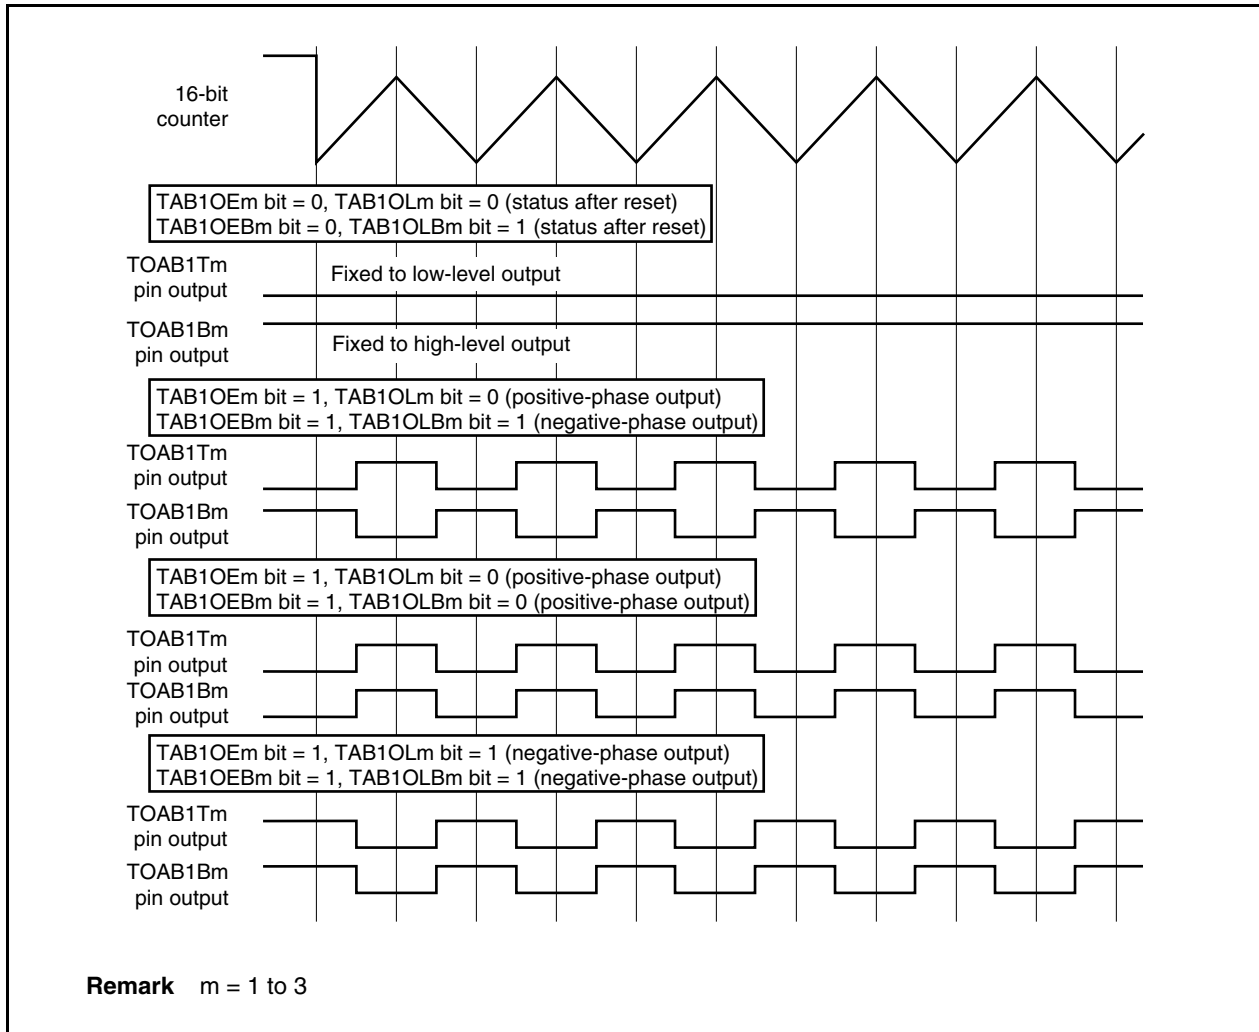 16-bit
counter
TAB1OEm bit = 0, TAB1OLm bit = 0 (status after reset)
TAB1OEBm bit = 0, TAB1OLBm bit = 1 (status after reset)
TOAB1Tm
pin output
Fixed to low-level output
TOAB1Bm
pin output
Fixed to high-level output
TAB1OEm bit = 1, TAB1OLm bit = 0 (positive-phase output)
TAB1OEBm bit = 1, TAB1OLBm bit = 1 (negative-phase output)
TOAB1Tm
pin output
TOAB1Bm
pin output
TAB1OEm bit = 1, TAB1OLm bit = 0 (positive-phase output)
TAB1OEBm bit = 1, TAB1OLBm bit = 0 (positive-phase output)
TOAB1Tm
pin output
TOAB1Bm
pin output
TAB1OEm bit = 1, TAB1OLm bit = 1 (negative-phase output)
TAB1OEBm bit = 1, TAB1OLBm bit = 1 (negative-phase output)
TOAB1Tm
pin output
TOAB1Bm
pin output
Remark m = 1 to 3